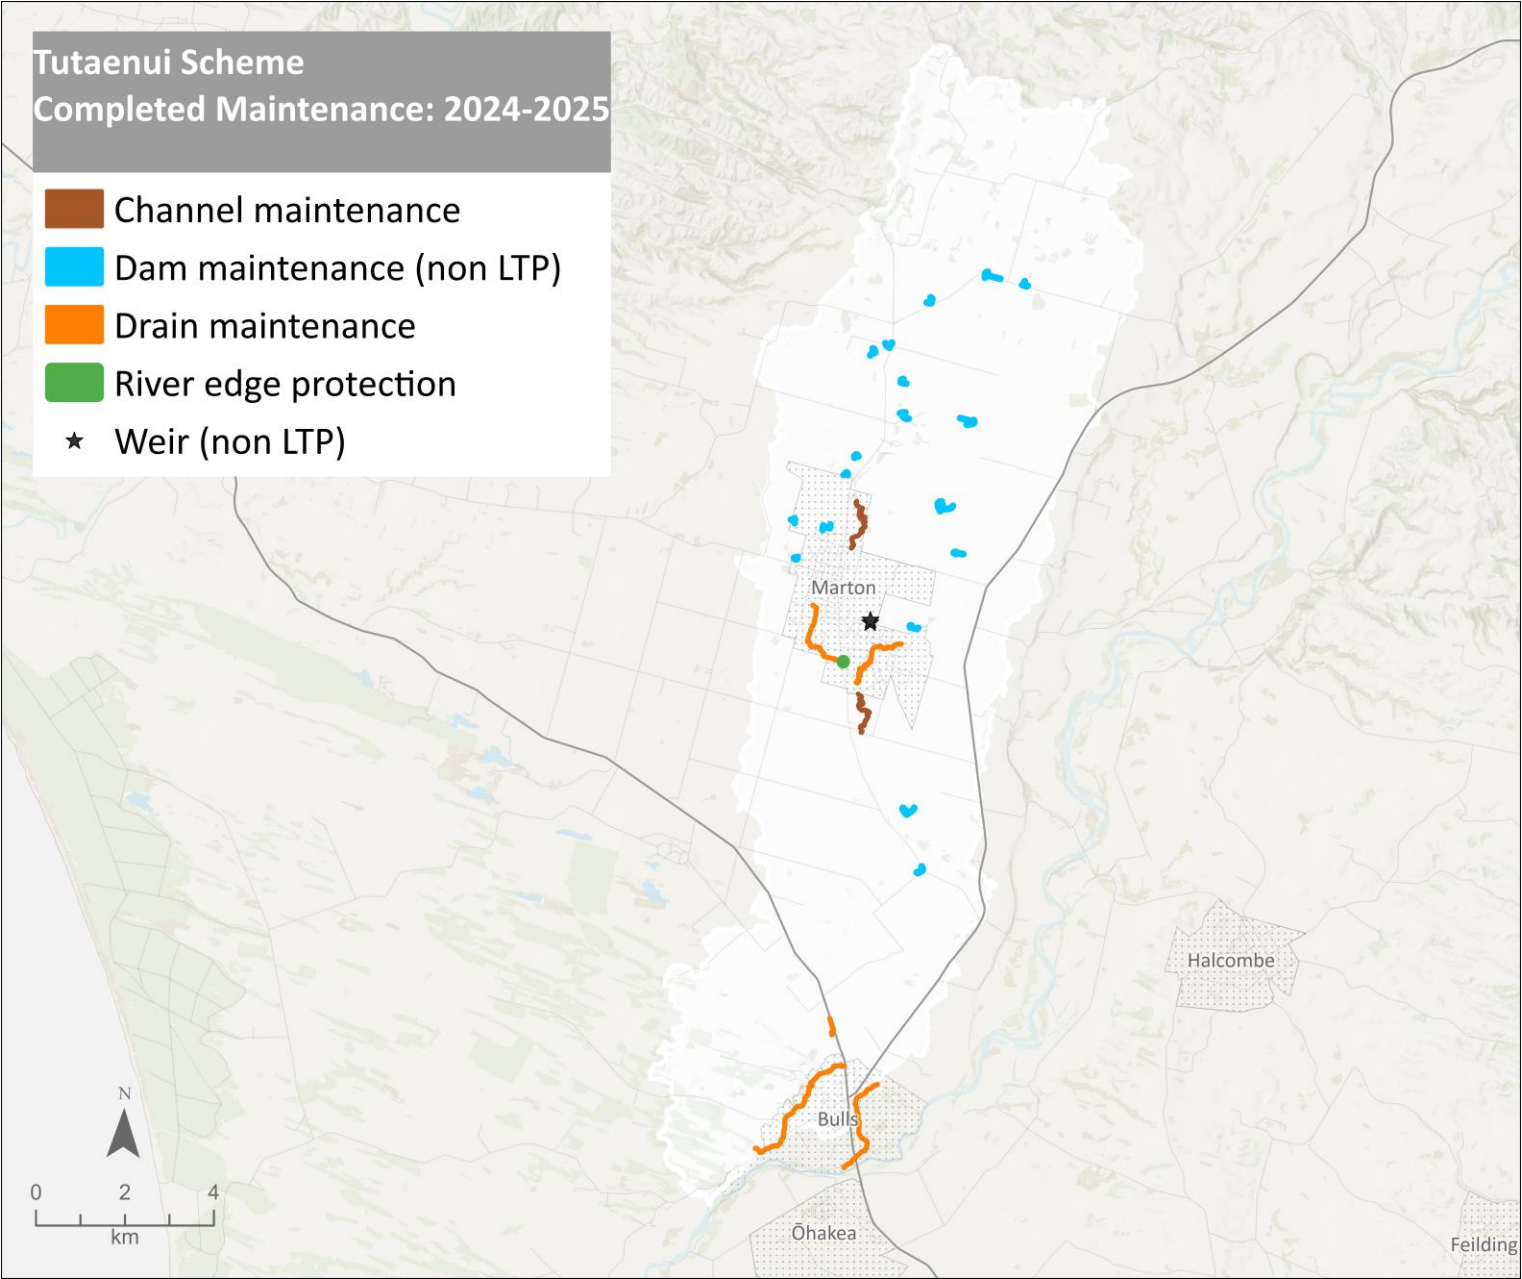 Tutaenui Scheme
Completed Maintenance: 2024-2025
Channel maintenance
Dam maintenance (non LTP)
Drain maintenance
River edge protection
Weir (non LTP)
Marton
Halcombe
Bulls
Ōhakea
Feilding
N
0 2 4
km